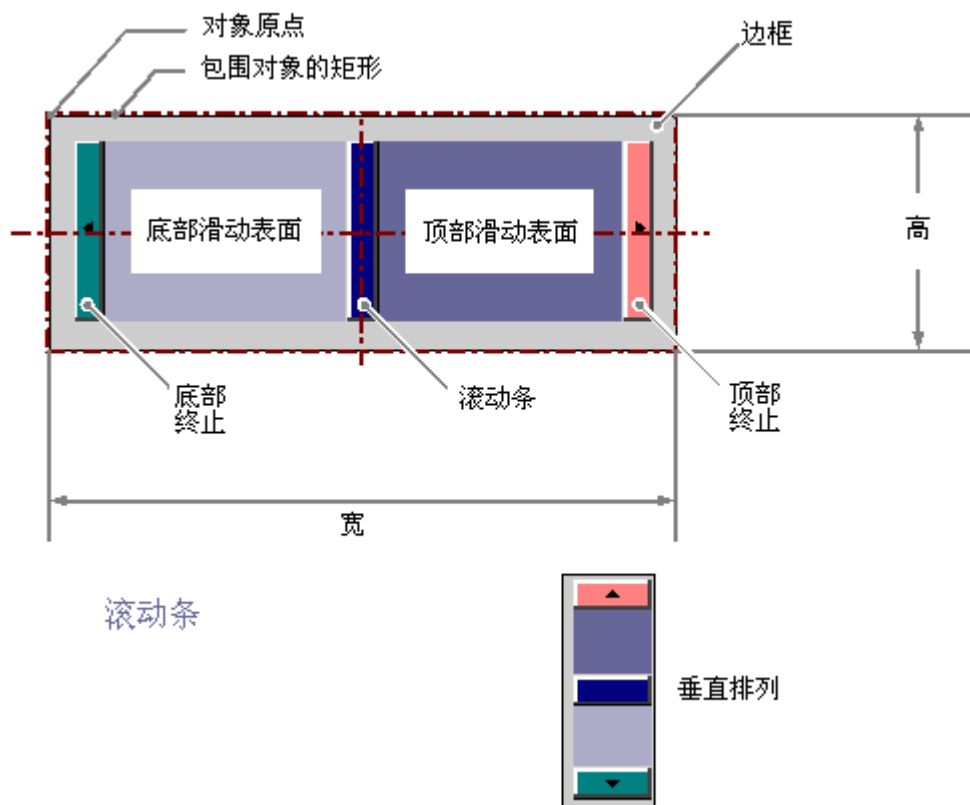 对象原点
边框
包围对象的矩形
底部滑动表面
顶部滑动表面
高
底部
终止
滚动条
顶部
终止
宽
滚动条
垂直排列